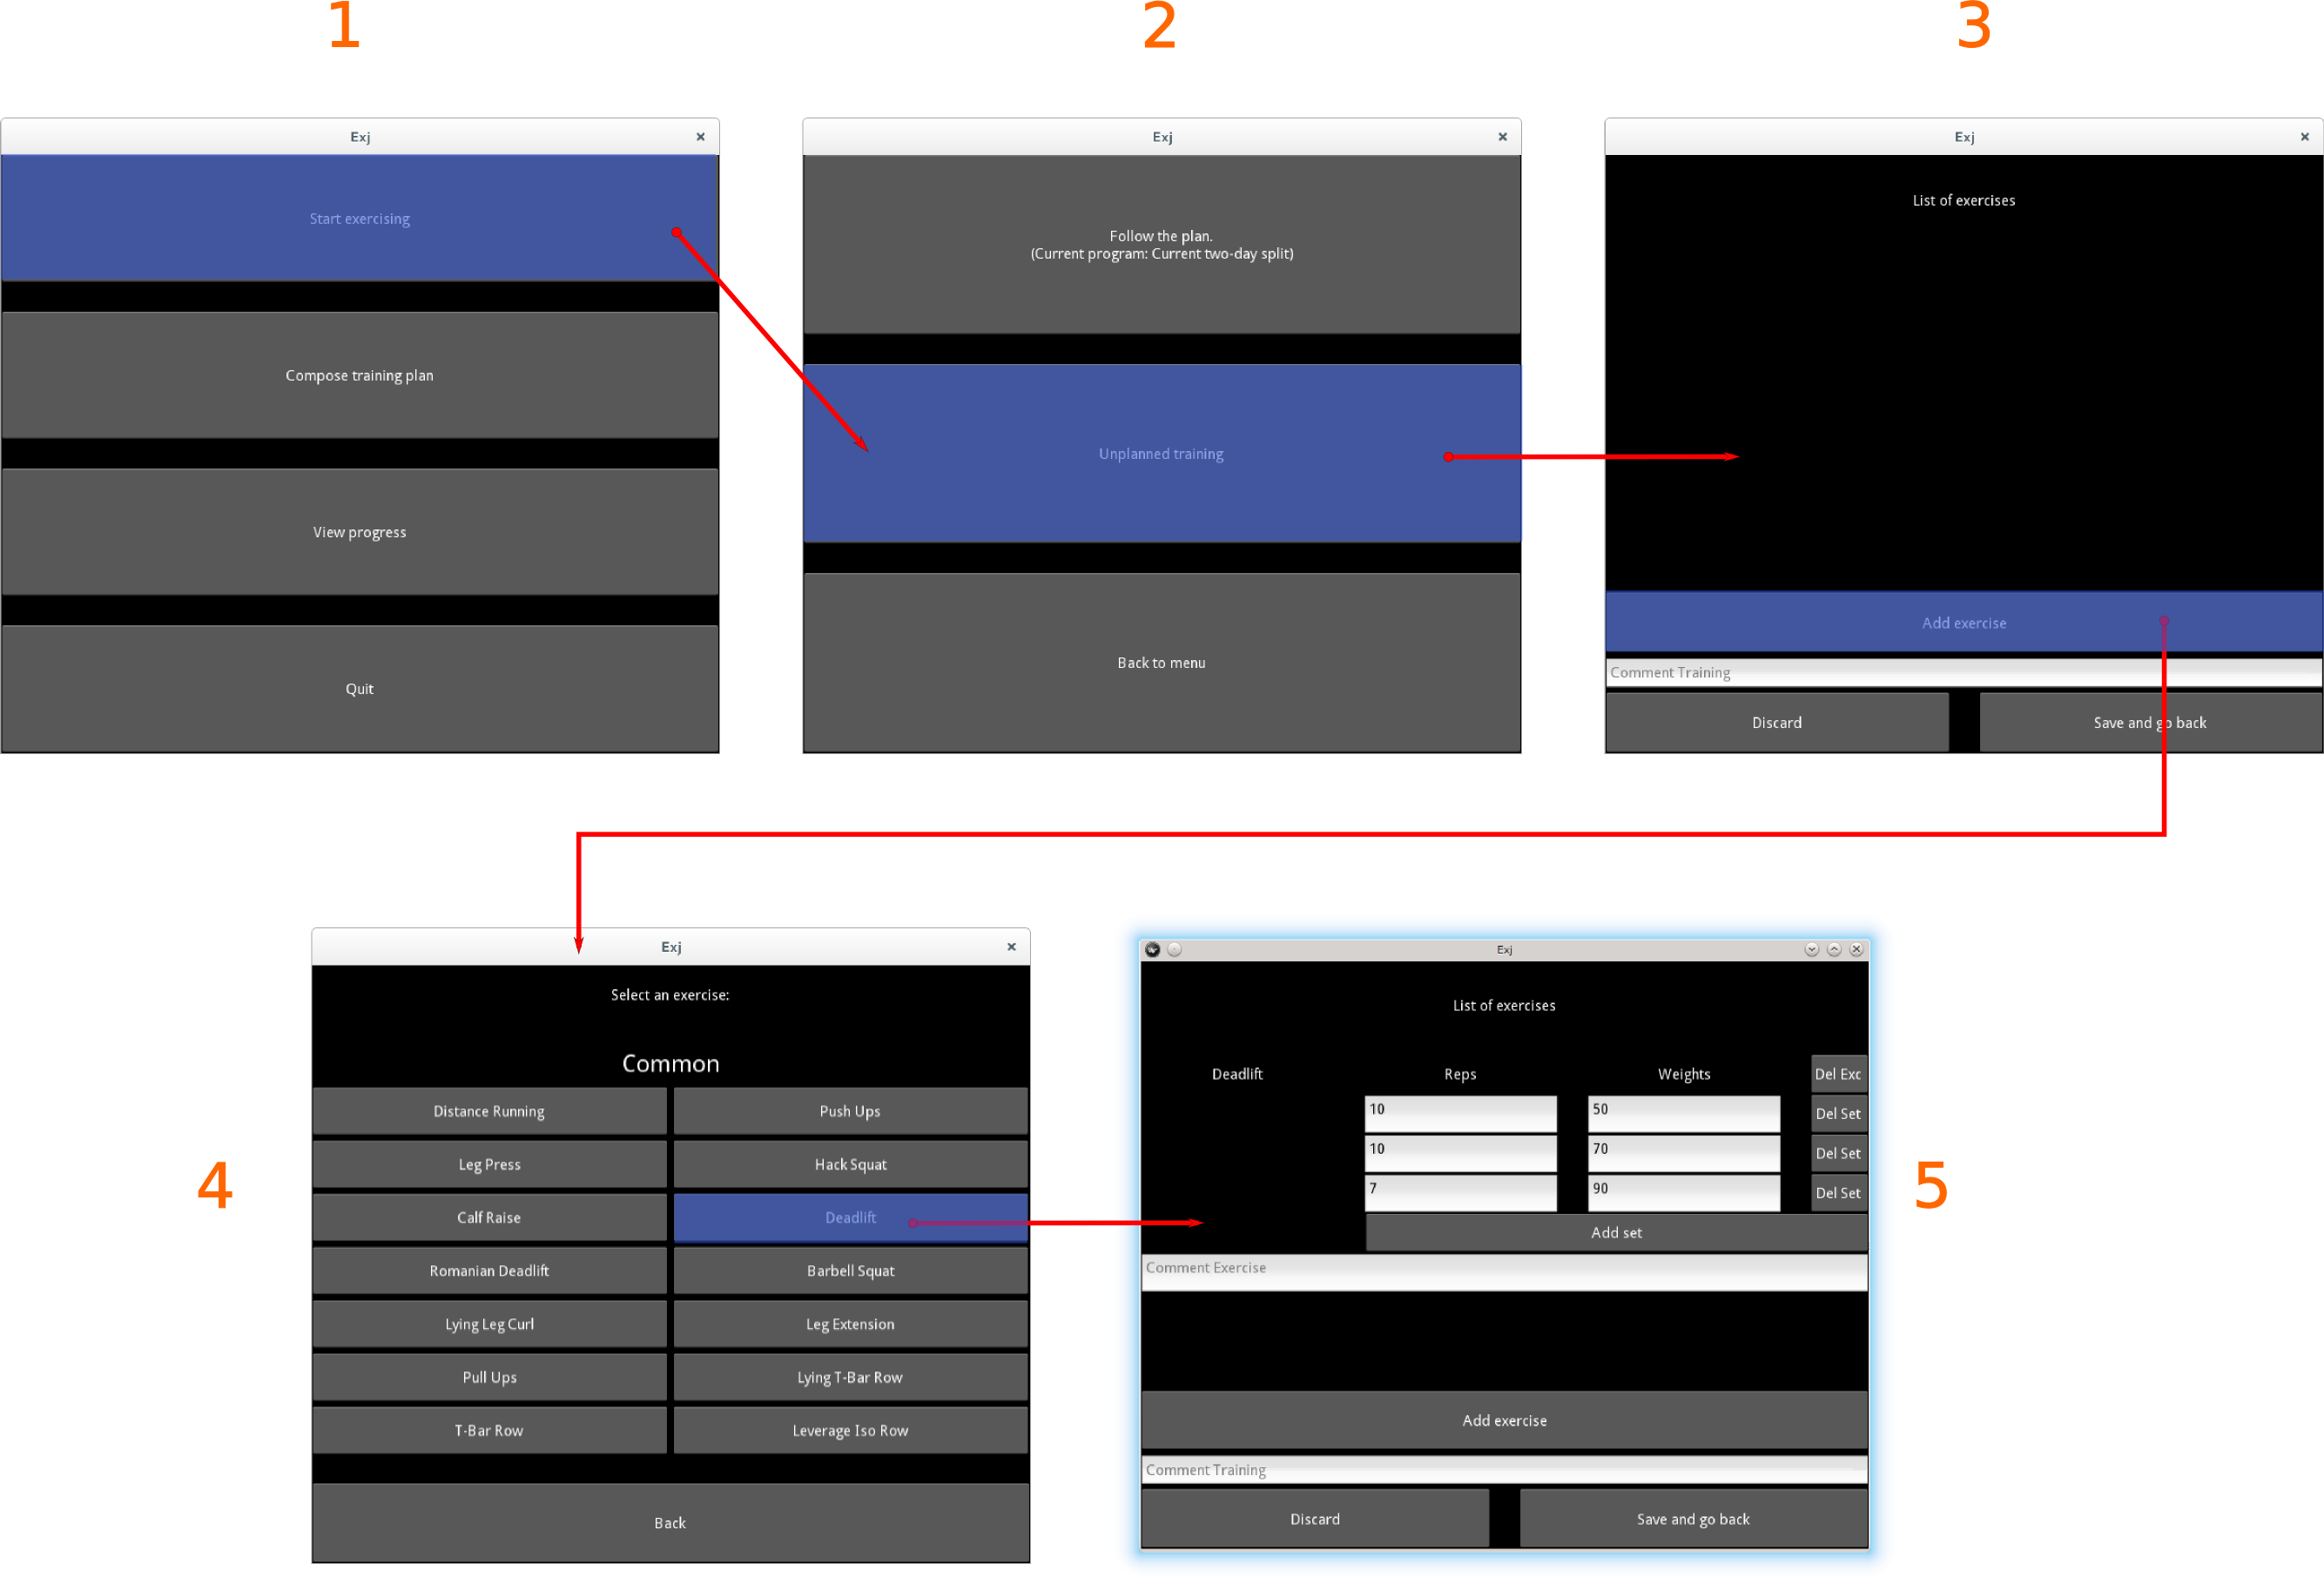 1
2
3
Exj
Start exercising
Compose training plan
View progress
Quit
Exj
Follow the plan.
(Current program: Current two-day split)
Unplanned training
Back to menu
Exj
List of exercises
Add exercise
Comment Training
Discard
Save and go back
4
Exj
Select an exercise:
Common
Distance Running
Push Ups
Leg Press
Hack Squat
Calf Raise
Deadlift
Romanian Deadlift
Barbell Squat
Lying Leg Curl
Leg Extension
Pull Ups
Lying T-Bar Row
T-Bar Row
Leverage Iso Row
Back
5
Exj
List of exercises
Deadlift Reps Weights Del Exc
10 50 Del Set
10 70 Del Set
7 90 Del Set
Add set
Comment Exercise
Add exercise
Comment Training
Discard
Save and go back